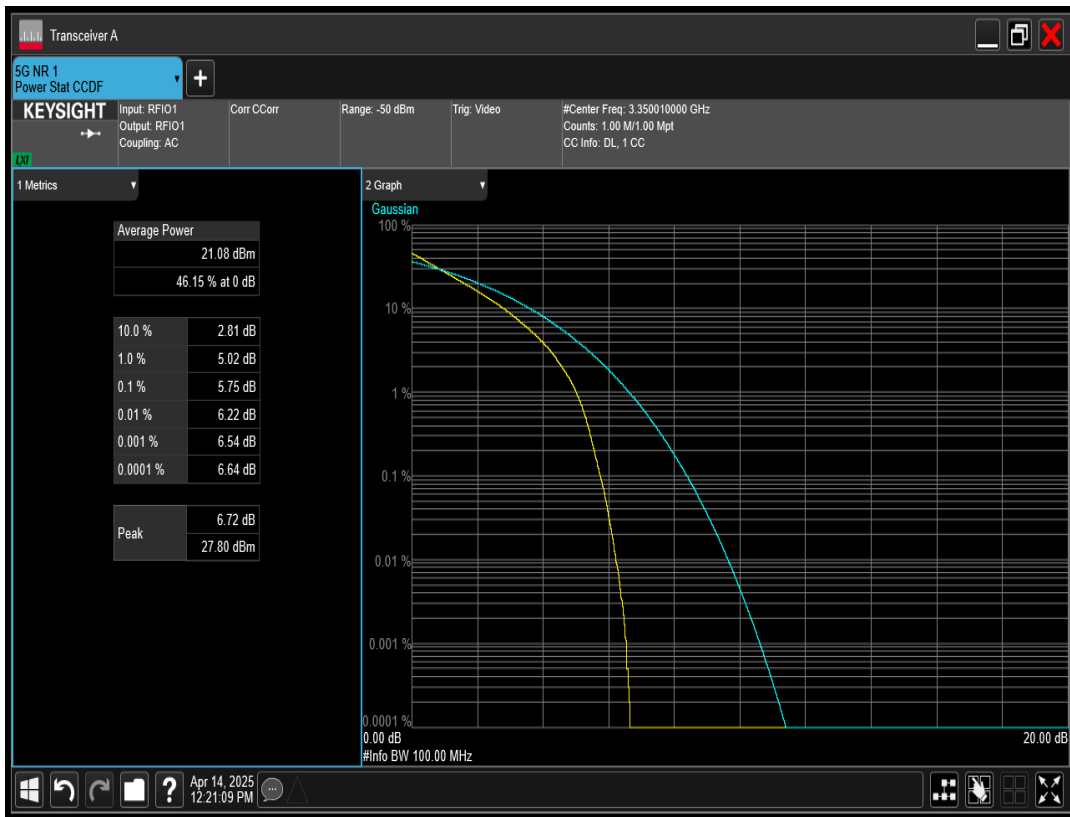 Transceiver A
5G NR 1
Power Stat CCDF
KEYSIGHT
LXI
Input: RFIO1
Output: RFIO1
Coupling: AC
Corr CCorr
Range: -50 dBm
Trig: Video
#Center Freq: 3.350010000 GHz
Counts: 1.00 M/1.00 Mpt
CC Info: DL, 1 CC
1 Metrics
Average Power
21.08 dBm
46.15 % at 0 dB
10.0 % 2.81 dB
1.0 % 5.02 dB
0.1 % 5.75 dB
0.01 % 6.22 dB
0.001 % 6.54 dB
0.0001 % 6.64 dB
Peak
6.72 dB
27.80 dBm
2 Graph
Gaussian
100 %
10 %
1 %
0.1 %
0.01 %
0.001 %
0.0001 %
0.00 dB 20.00 dB
#Info BW 100.00 MHz
Apr 14, 2025
12:21:09 PM